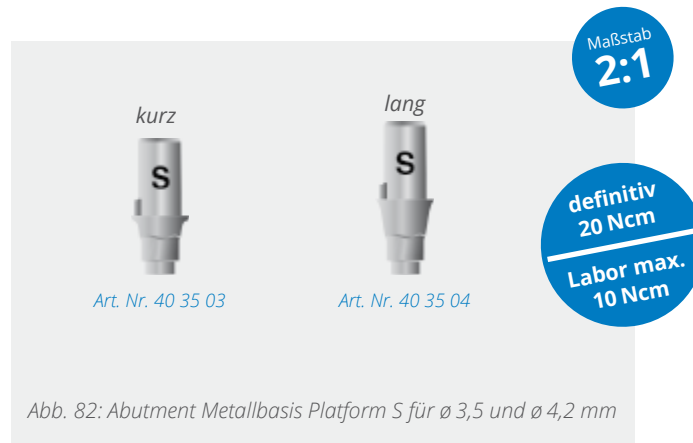 Maßstab
2:1
kurz
lang
S
S
definitiv
20 Ncm
Labor max.
10 Ncm
Art. Nr. 40 35 03
Art. Nr. 40 35 04
Abb. 82: Abutment Metallbasis Platform S für ø 3,5 und ø 4,2 mm